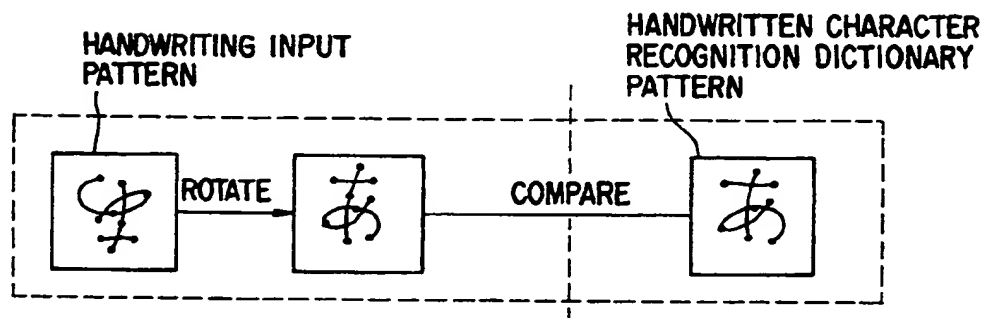 HANDWRITING INPUT
PATTERN
HANDWRITTEN CHARACTER
RECOGNITION DICTIONARY
PATTERN
ROTATE
あ
COMPARE
あ